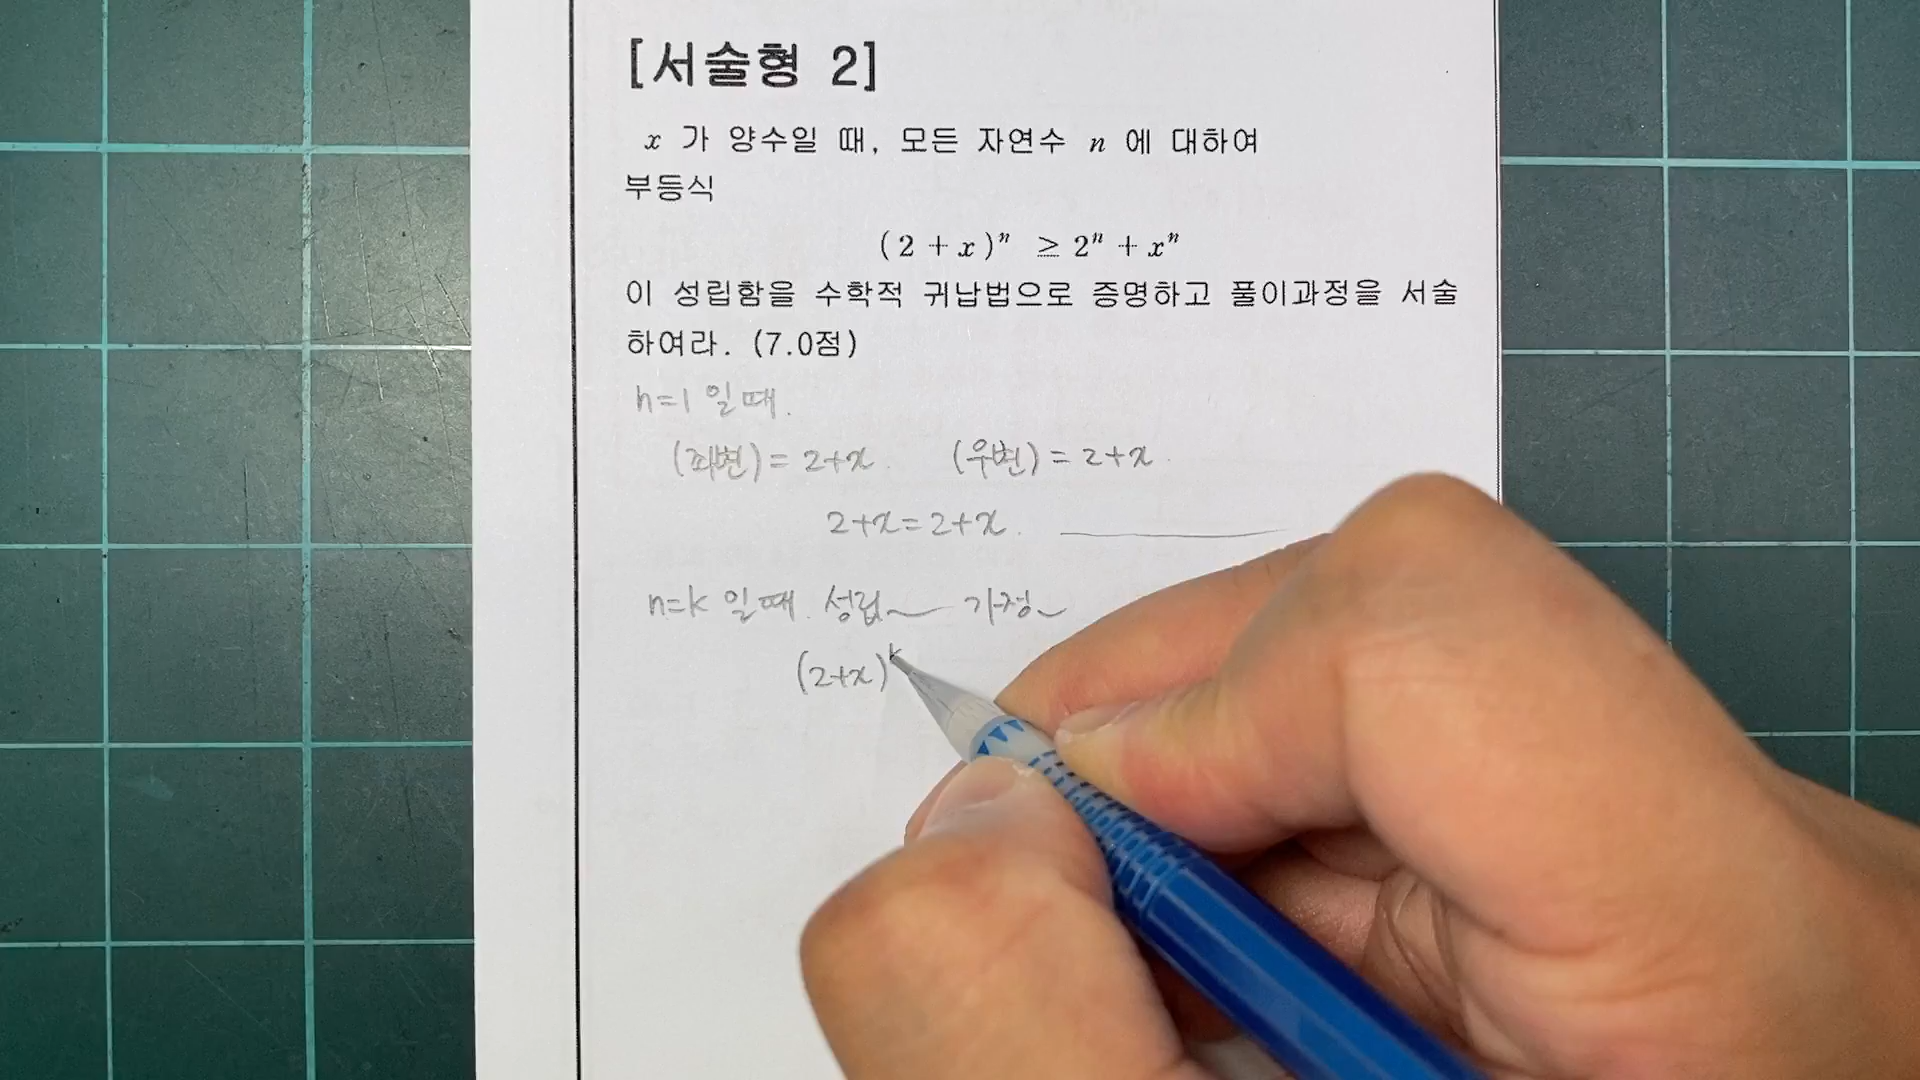 [서술형 2]
x 가 양수일 때, 모든 자연수 n 에 대하여
부등식
(2+x)ⁿ ≥ 2ⁿ + xⁿ
이 성립함을 수학적 귀납법으로 증명하고 풀이과정을 서술
하여라. (7.0점)
n=1 일때.
(좌변) = 2+x. (우변) = 2+x.
2+x=2+x.
n=k 일때. 성립~ 가정~
(2+x)ᵏ